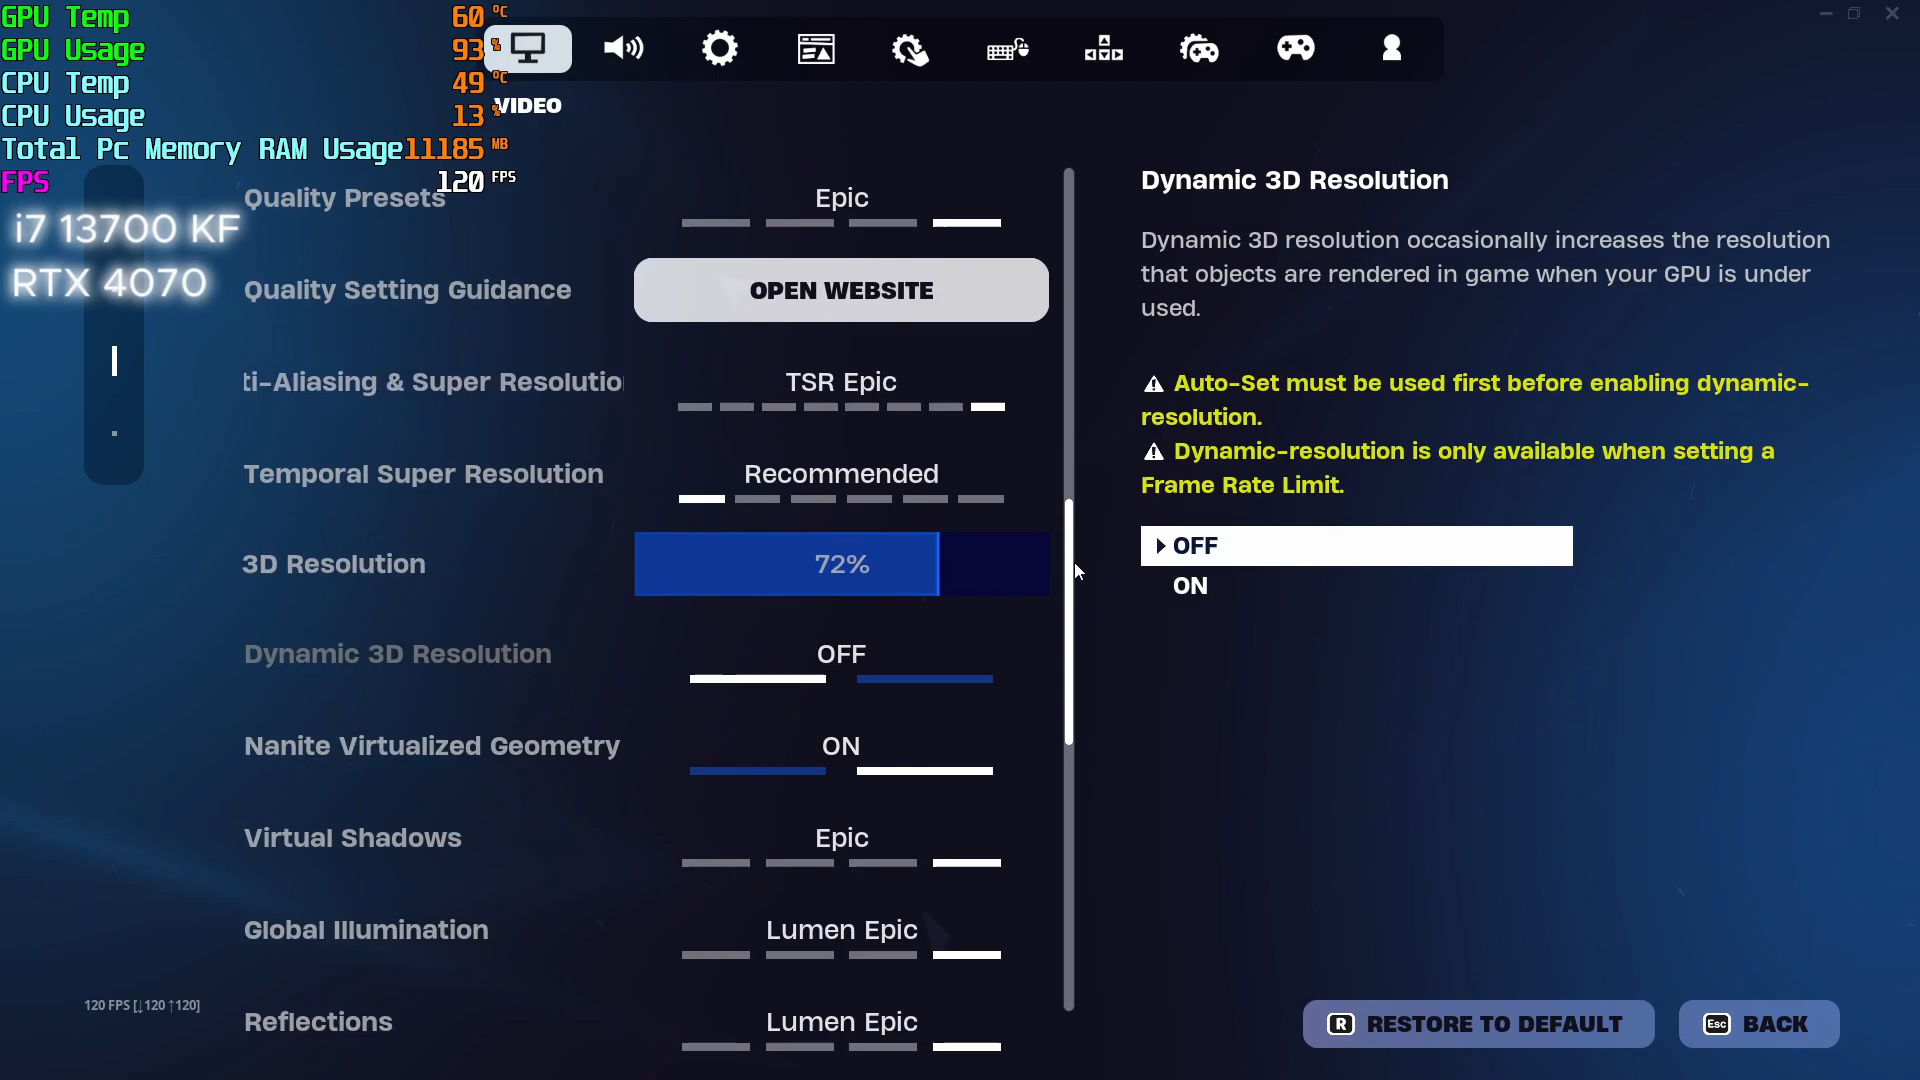 GPU Temp 60 °C
GPU Usage 93 %
CPU Temp 49 °C
CPU Usage 13 %
Total Pc Memory RAM Usage 11185 MB
FPS 120 FPS
i7 13700 KF
RTX 4070
VIDEO
Quality Presets Epic
Quality Setting Guidance OPEN WEBSITE
ti-Aliasing & Super Resolution TSR Epic
Temporal Super Resolution Recommended
3D Resolution 72%
Dynamic 3D Resolution OFF
Nanite Virtualized Geometry ON
Virtual Shadows Epic
Global Illumination Lumen Epic
Reflections Lumen Epic
Dynamic 3D Resolution
Dynamic 3D resolution occasionally increases the resolution
that objects are rendered in game when your GPU is under
used.
Auto-Set must be used first before enabling dynamic-
resolution.
Dynamic-resolution is only available when setting a
Frame Rate Limit.
OFF
ON
120 FPS [↓120 ↑120]
R RESTORE TO DEFAULT
Esc BACK